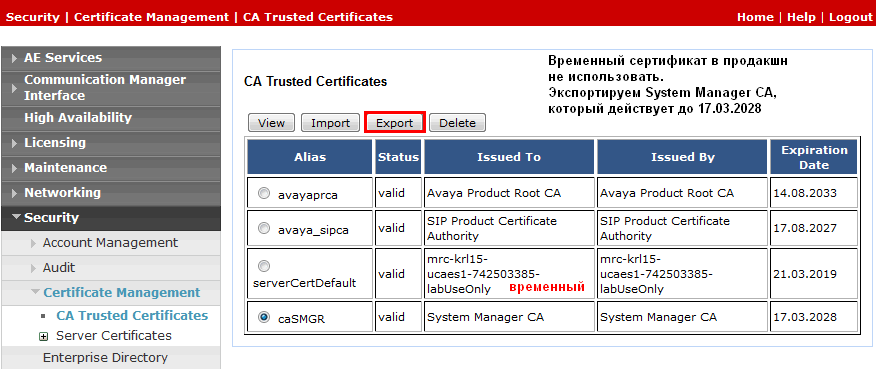 Security | Certificate Management | CA Trusted Certificates
Home | Help | Logout
AE Services
Communication Manager
Interface
High Availability
Licensing
Maintenance
Networking
Security
Account Management
Audit
Certificate Management
CA Trusted Certificates
Server Certificates
Enterprise Directory
CA Trusted Certificates
Временный сертификат в продакшн
не использовать.
Экспортируем System Manager CA,
который действует до 17.03.2028
View Import Export Delete
Alias Status Issued To Issued By Expiration
Date
avayaprca valid Avaya Product Root CA Avaya Product Root CA 14.08.2033
avaya_sipca valid SIP Product Certificate
Authority SIP Product Certificate
Authority 17.08.2027
serverCertDefault valid mrc-krl15-
ucaes1-742503385-
labUseOnly временный mrc-krl15-
ucaes1-742503385-
labUseOnly 21.03.2019
caSMGR valid System Manager CA System Manager CA 17.03.2028